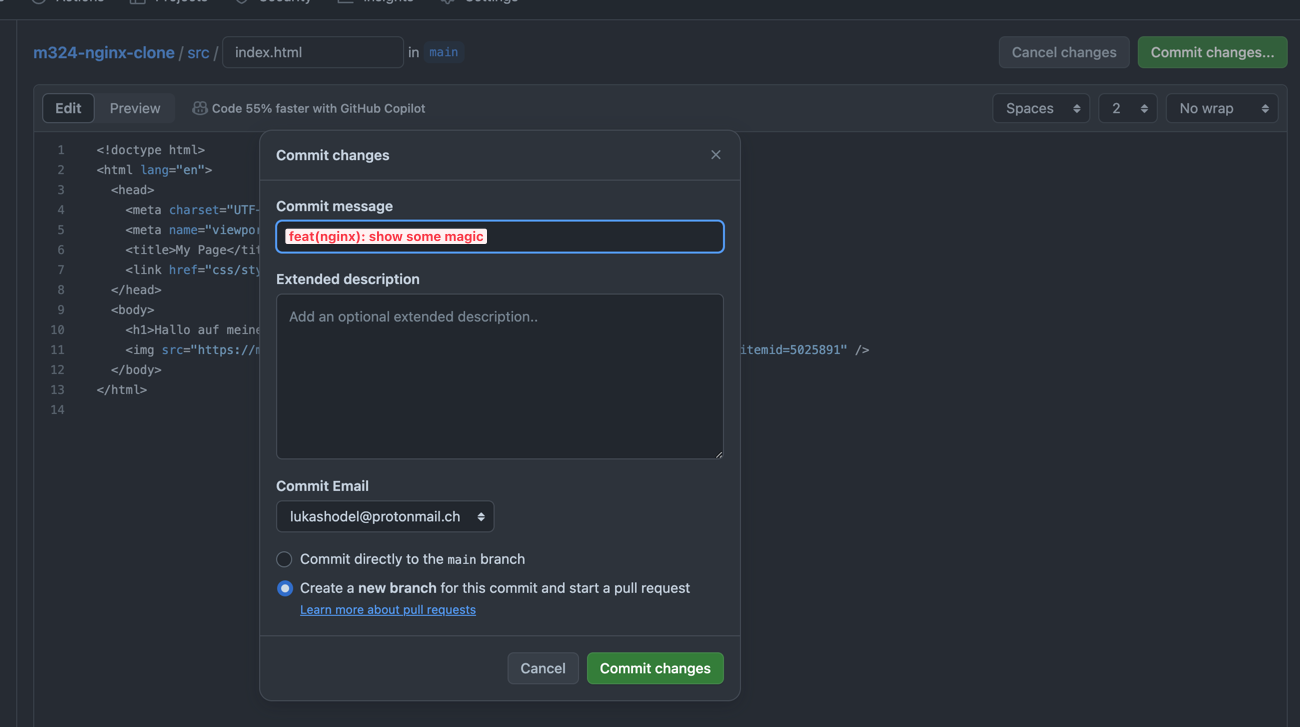 Actions Projects Security Insights Settings
m324-nginx-clone / src / index.html in main
Cancel changes Commit changes...
Edit Preview Code 55% faster with GitHub Copilot
Spaces 2 No wrap
1 <!doctype html>
2 <html lang="en">
3 <head>
4 <meta charset="UTF-
5 <meta name="viewpor
6 <title>My Page</tit
7 <link href="css/sty
8 </head>
9 <body>
10 <h1>Hallo auf meine
11 <img src="https://m itemid=5025891" />
12 </body>
13 </html>
14
Commit changes
Commit message
feat(nginx): show some magic
Extended description
Add an optional extended description..
Commit Email
lukashodel@protonmail.ch
Commit directly to the main branch
Create a new branch for this commit and start a pull request
Learn more about pull requests
Cancel Commit changes